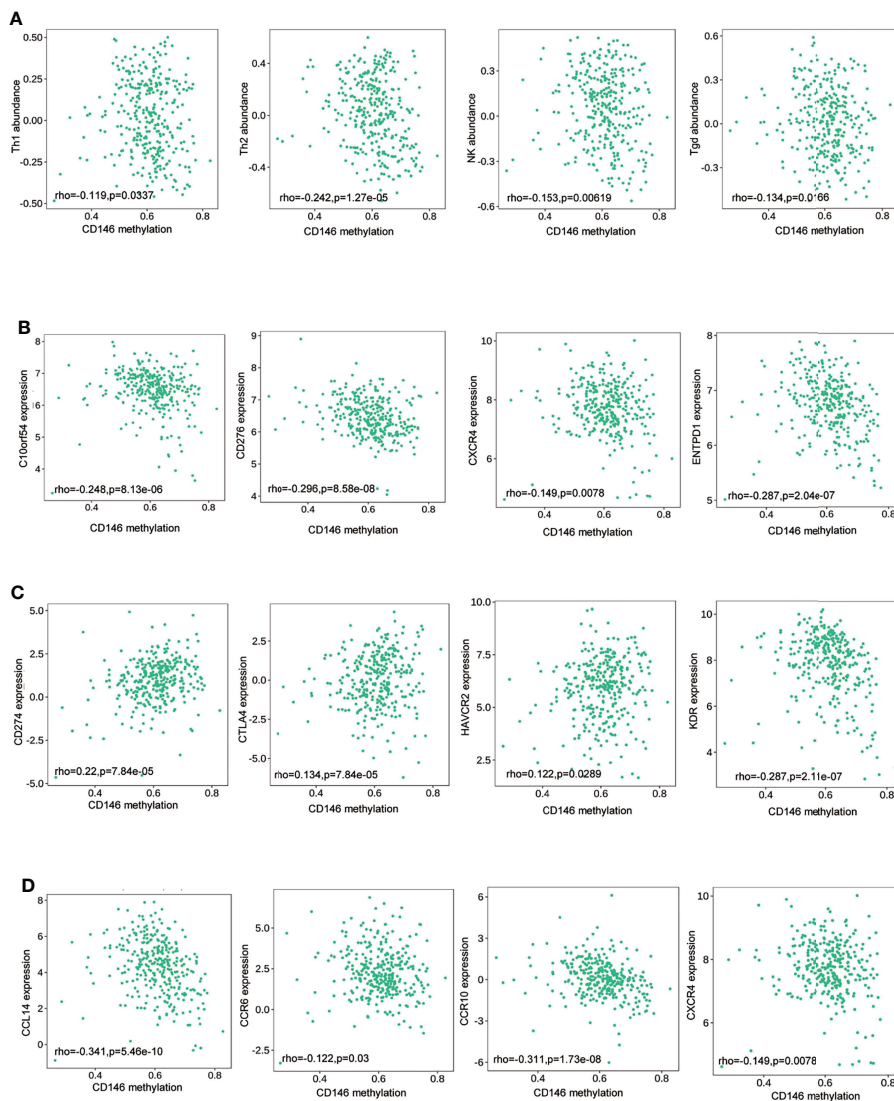 A
Th1 abundance
0.50
0.25
0.00
-0.25
-0.50
rho=-0.119,p=0.0337
0.4 0.6 0.8
CD146 methylation
Th2 abundance
0.4
0.0
-0.4
rho=-0.242,p=1.27e-05
0.4 0.6 0.8
CD146 methylation
NK abundance
0.3
0.0
-0.3
-0.6
rho=-0.153,p=0.00619
0.4 0.6 0.8
CD146 methylation
Tgd abundance
0.6
0.3
0.0
-0.3
rho=-0.134,p=0.0166
0.4 0.6 0.8
CD146 methylation
B
C10orf54 expression
8
7
6
5
4
rho=-0.248,p=8.13e-06
0.4 0.6 0.8
CD146 methylation
CD276 expression
9
8
7
6
5
4
rho=-0.296,p=8.58e-08
0.4 0.6 0.8
CD146 methylation
CXCR4 expression
10
8
6
rho=-0.149,p=0.0078
0.4 0.6 0.8
CD146 methylation
ENTPD1 expression
8
7
6
5
rho=-0.287,p=2.04e-07
0.4 0.6 0.8
CD146 methylation
C
CD274 expression
5.0
2.5
0.0
-2.5
-5.0
rho=0.22,p=7.84e-05
0.4 0.6 0.8
CD146 methylation
CTLA4 expression
2.5
0.0
-2.5
-5.0
rho=0.134,p=7.84e-05
0.4 0.6 0.8
CD146 methylation
HAVCR2 expression
10.0
7.5
5.0
2.5
rho=0.122,p=0.0289
0.4 0.6 0.8
CD146 methylation
KDR expression
10
8
6
4
rho=-0.287,p=2.11e-07
0.4 0.6 0.8
CD146 methylation
D
CCL14 expression
8
6
4
2
0
rho=-0.341,p=5.46e-10
0.4 0.6 0.8
CD146 methylation
CCR6 expression
5.0
2.5
0.0
-2.5
rho=-0.122,p=0.03
0.4 0.6 0.8
CD146 methylation
CCR10 expression
6
3
0
-3
-6
rho=-0.311,p=1.73e-08
0.4 0.6 0.8
CD146 methylation
CXCR4 expression
10
8
6
rho=-0.149,p=0.0078
0.4 0.6 0.8
CD146 methylation